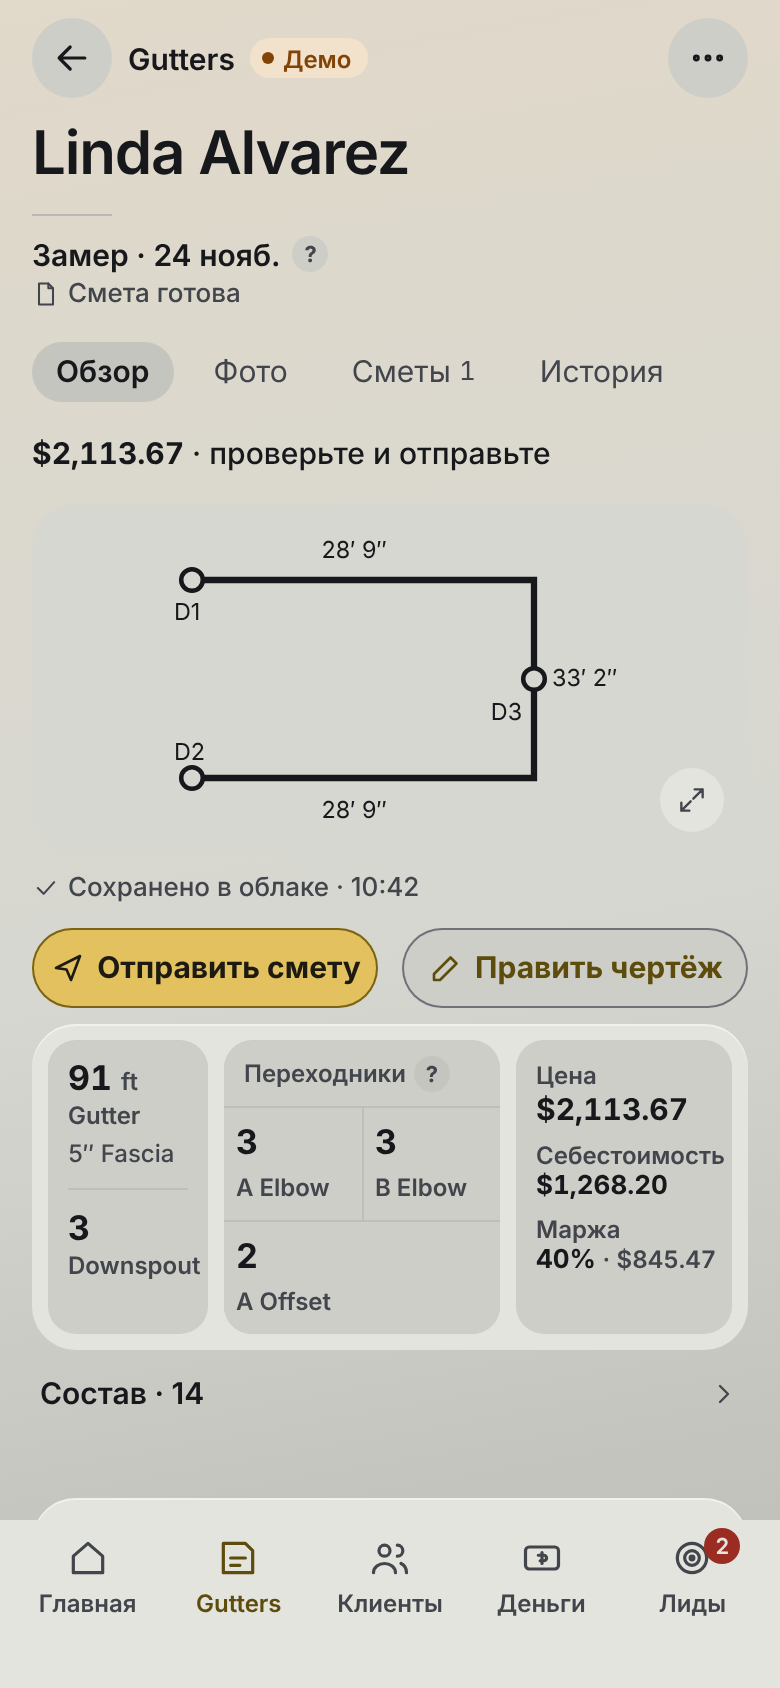 Gutters
Демо
Linda Alvarez
Замер · 24 нояб. ?
Смета готова
Обзор Фото Сметы 1 История
$2,113.67 · проверьте и отправьте
28′ 9″
D1
33′ 2″
D3
D2
28′ 9″
Сохранено в облаке · 10:42
Отправить смету
Править чертёж
91 ft
Gutter
5″ Fascia
3
Downspout
Переходники ?
3
A Elbow
3
B Elbow
2
A Offset
Цена
$2,113.67
Себестоимость
$1,268.20
Маржа
40% · $845.47
Состав · 14
Главная
Gutters
Клиенты
Деньги
2
Лиды